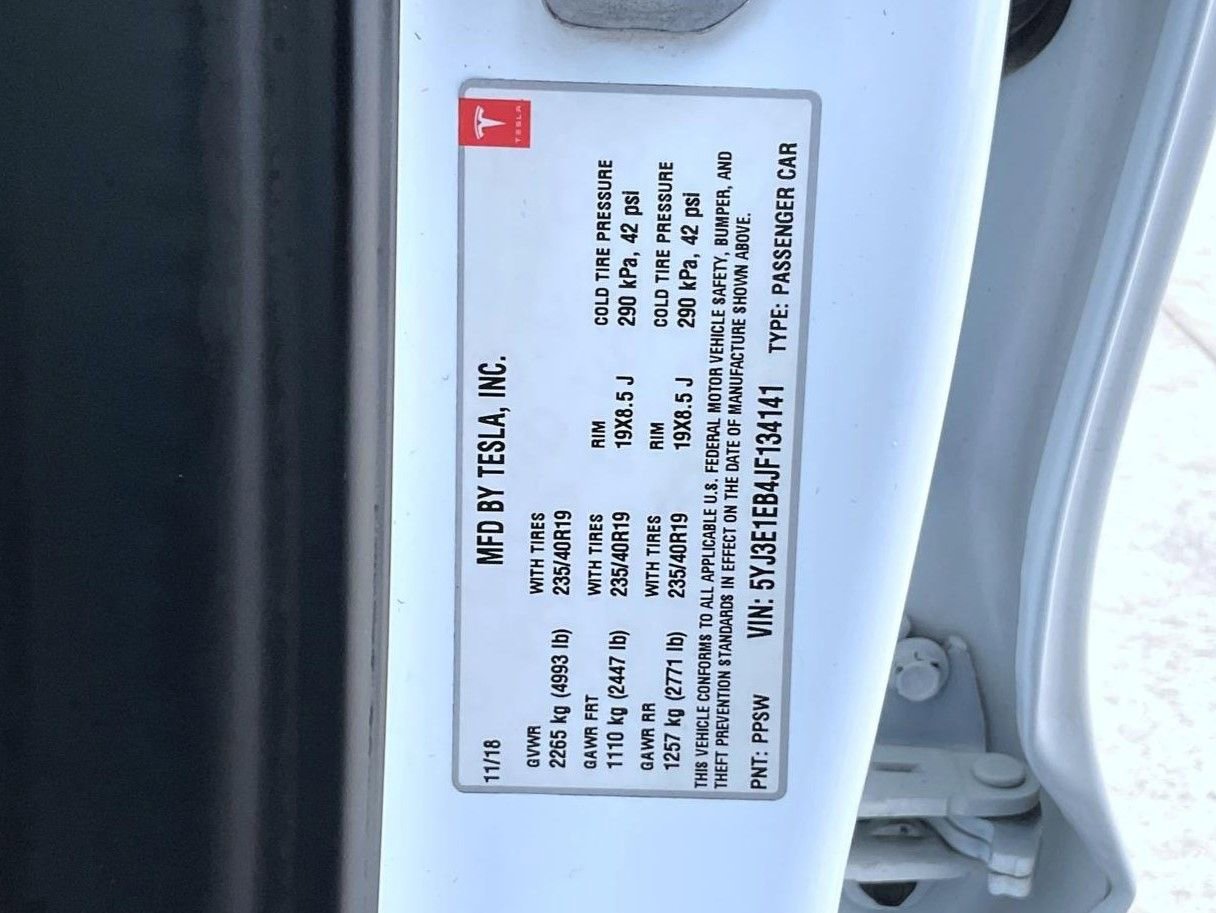 TESLA
11/18 MFD BY TESLA, INC.
GVWR WITH TIRES
2265 kg (4993 lb) 235/40R19
GAWR FRT WITH TIRES RIM COLD TIRE PRESSURE
1110 kg (2447 lb) 235/40R19 19X8.5 J 290 kPa, 42 psi
GAWR RR WITH TIRES RIM COLD TIRE PRESSURE
1257 kg (2771 lb) 235/40R19 19X8.5 J 290 kPa, 42 psi
THIS VEHICLE CONFORMS TO ALL APPLICABLE U.S. FEDERAL MOTOR VEHICLE SAFETY, BUMPER, AND
THEFT PREVENTION STANDARDS IN EFFECT ON THE DATE OF MANUFACTURE SHOWN ABOVE.
PNT: PPSW VIN: 5YJ3E1EB4JF134141 TYPE: PASSENGER CAR